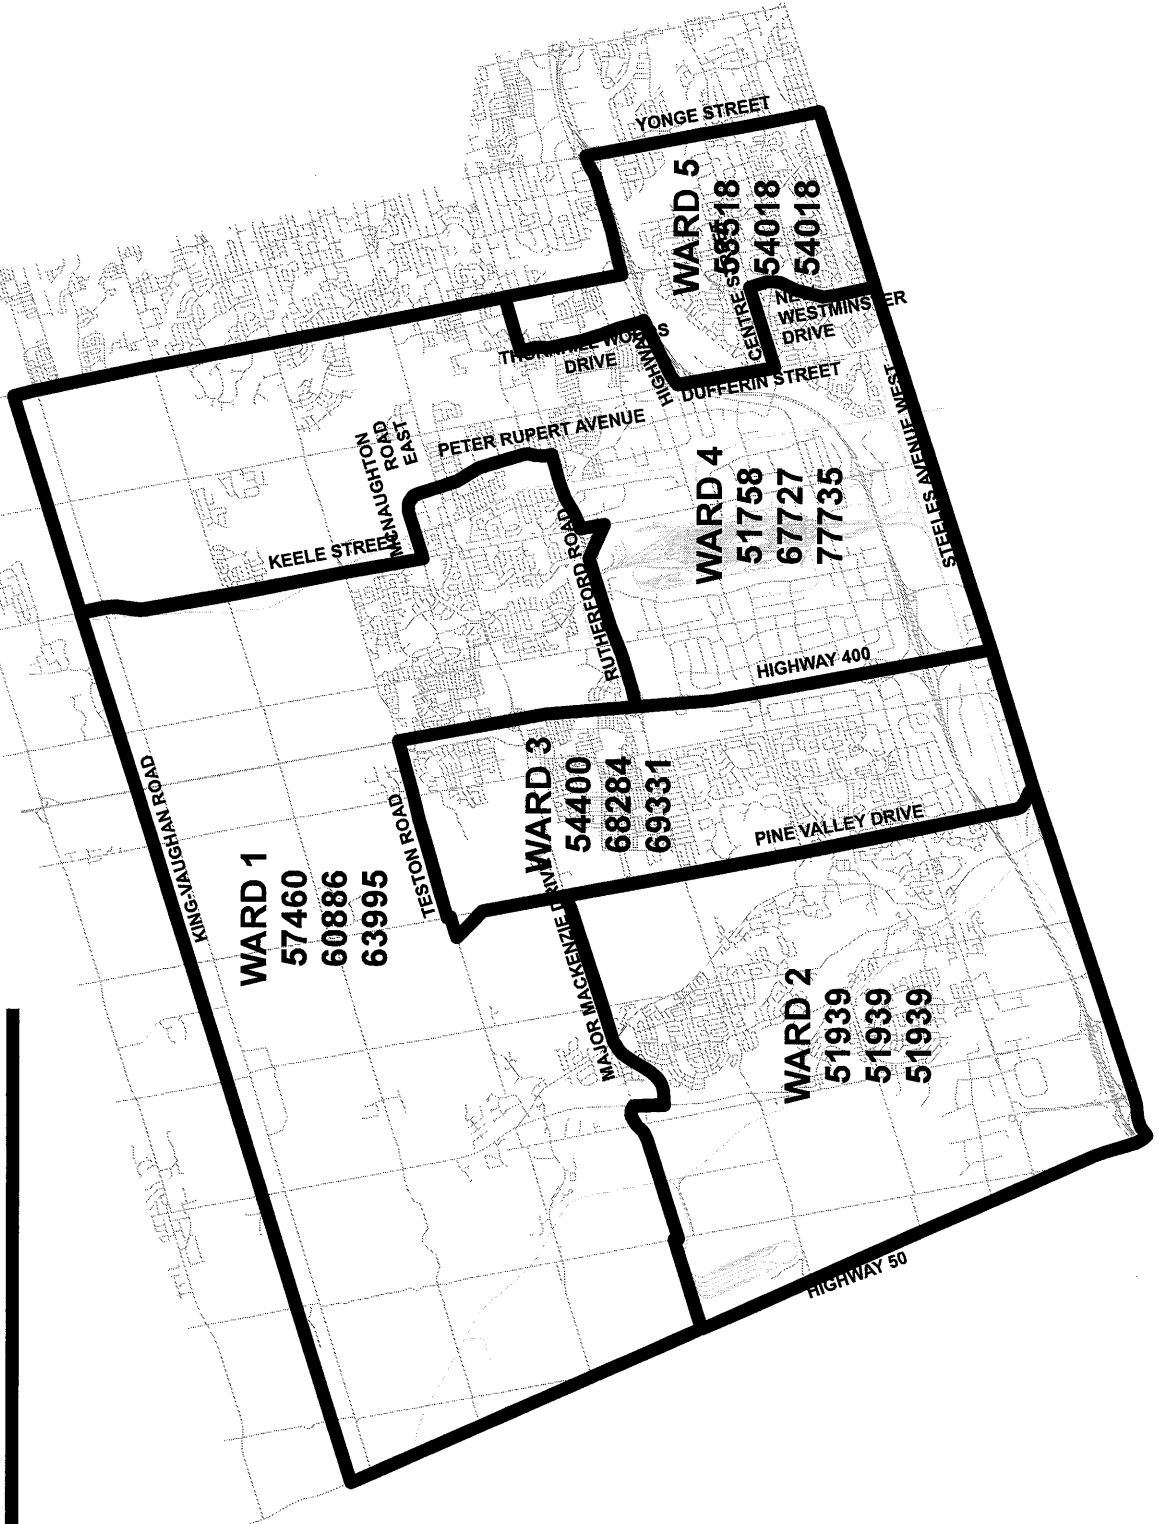 YONGE STREET
WARD 5
54018
54018
CENTRE
WESTMINSTER
DRIVE
DRIVE
DUFFERIN STREET
PETER RUPERT AVENUE
MCNAUGHTON
ROAD
EAST
KEELE STREET
STEELES AVENUE WEST
WARD 4
51758
67727
77735
RUTHERFORD ROAD
HIGHWAY 400
WARD 3
54400
68284
69331
PINE VALLEY DRIVE
TESTON ROAD
KING-VAUGHAN ROAD
WARD 1
57460
60886
63995
MAJOR MACKENZIE DRIVE
WARD 2
51939
51939
51939
HIGHWAY 50